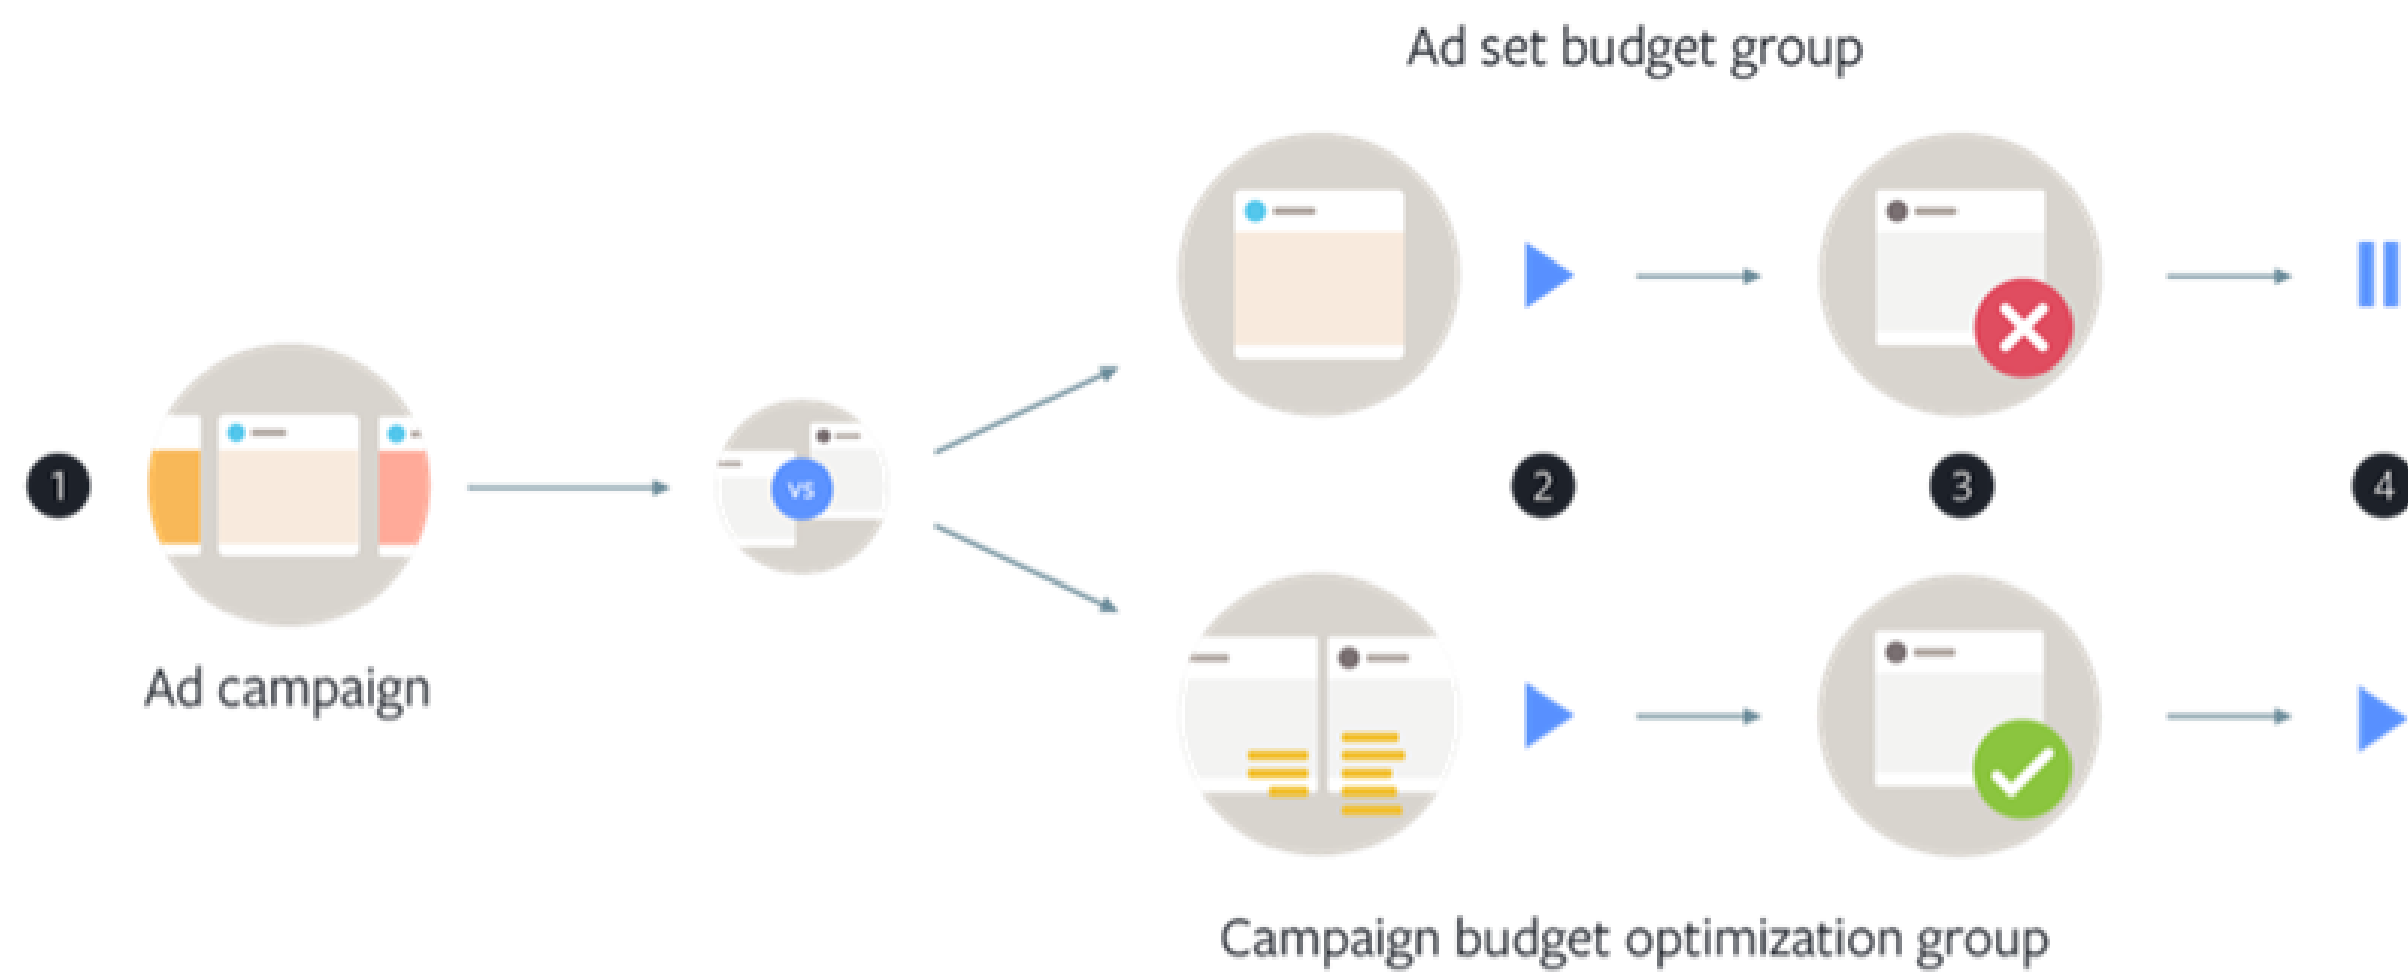 Ad set budget group
1
vs
2
3
4
Ad campaign
Campaign budget optimization group